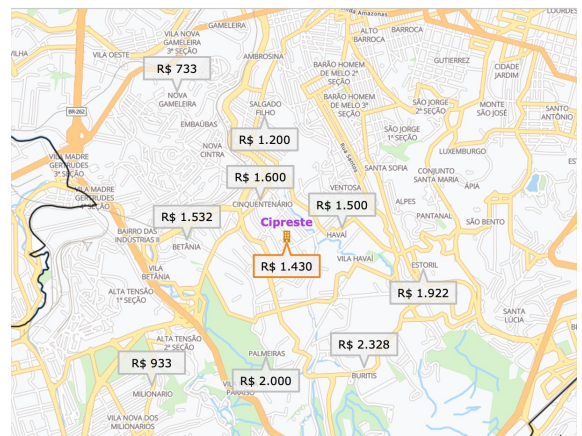 LOURDES
GAMELEIRA
VILA NOVA
GAMELEIRA
3ª SEÇÃO
ALTO
BARROCA
BARROCA
VILA OESTE
AMBROSINA
GUTIERREZ
BARÃO HOMEM
DE MELO 2ª
SEÇÃO
CIDADE
JARDIM
R$ 733
NOVA
GAMELEIRA
SALGADO
FILHO
BARÃO HOMEM
DE MELO 3ª
SEÇÃO
SÃO JORGE
2ª SEÇÃO
MONTE
SÃO JOSÉ
SANTO
ANTÔNIO
BR-262
EMBAÚBAS
R$ 1.200
Rua Santos
SÃO JORGE
1ª SEÇÃO
NOVA
CINTRA
LUXEMBURGO
VILA MADRE
GERTRUDES
3ª SEÇÃO
SANTA SOFIA
CONJUNTO
SANTA MARIA
R$ 1.600
VENTOSA
ÁPIA
VILA MADRE
GERTRUDES
4ª SEÇÃO
CINQUENTENÁRIO
R$ 1.500
ALPES
PANTANAL
R$ 1.532
Cipreste
SÃO BENTO
BAIRRO DAS
INDÚSTRIAS II
BETÂNIA
HAVAÍ
VILA HAVAÍ
ESTORIL
R$ 1.430
VILA
BETÂNIA
ALTA TENSÃO
1ª SEÇÃO
R$ 1.922
SANTA
LÚCIA
ALTA TENSÃO
2ª SEÇÃO
R$ 2.328
PALMEIRAS
R$ 933
BURITIS
R$ 2.000
MILIONARIO
PARAÍSO
VILA NOVA DOS
MILIONARIOS